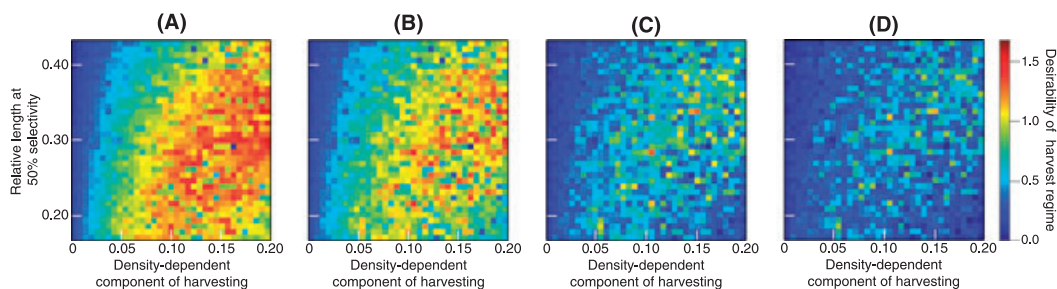 (A)
(B)
(C)
(D)
Relative length at
50% selectivity
0.40
0.30
0.20
0
0.05
0.10
0.15
0.20
Density-dependent
component of harvesting
0
0.05
0.10
0.15
0.20
Density-dependent
component of harvesting
0
0.05
0.10
0.15
0.20
Density-dependent
component of harvesting
0
0.05
0.10
0.15
0.20
Density-dependent
component of harvesting
1.5
1.0
0.5
0.0
Desirability of
harvest regime